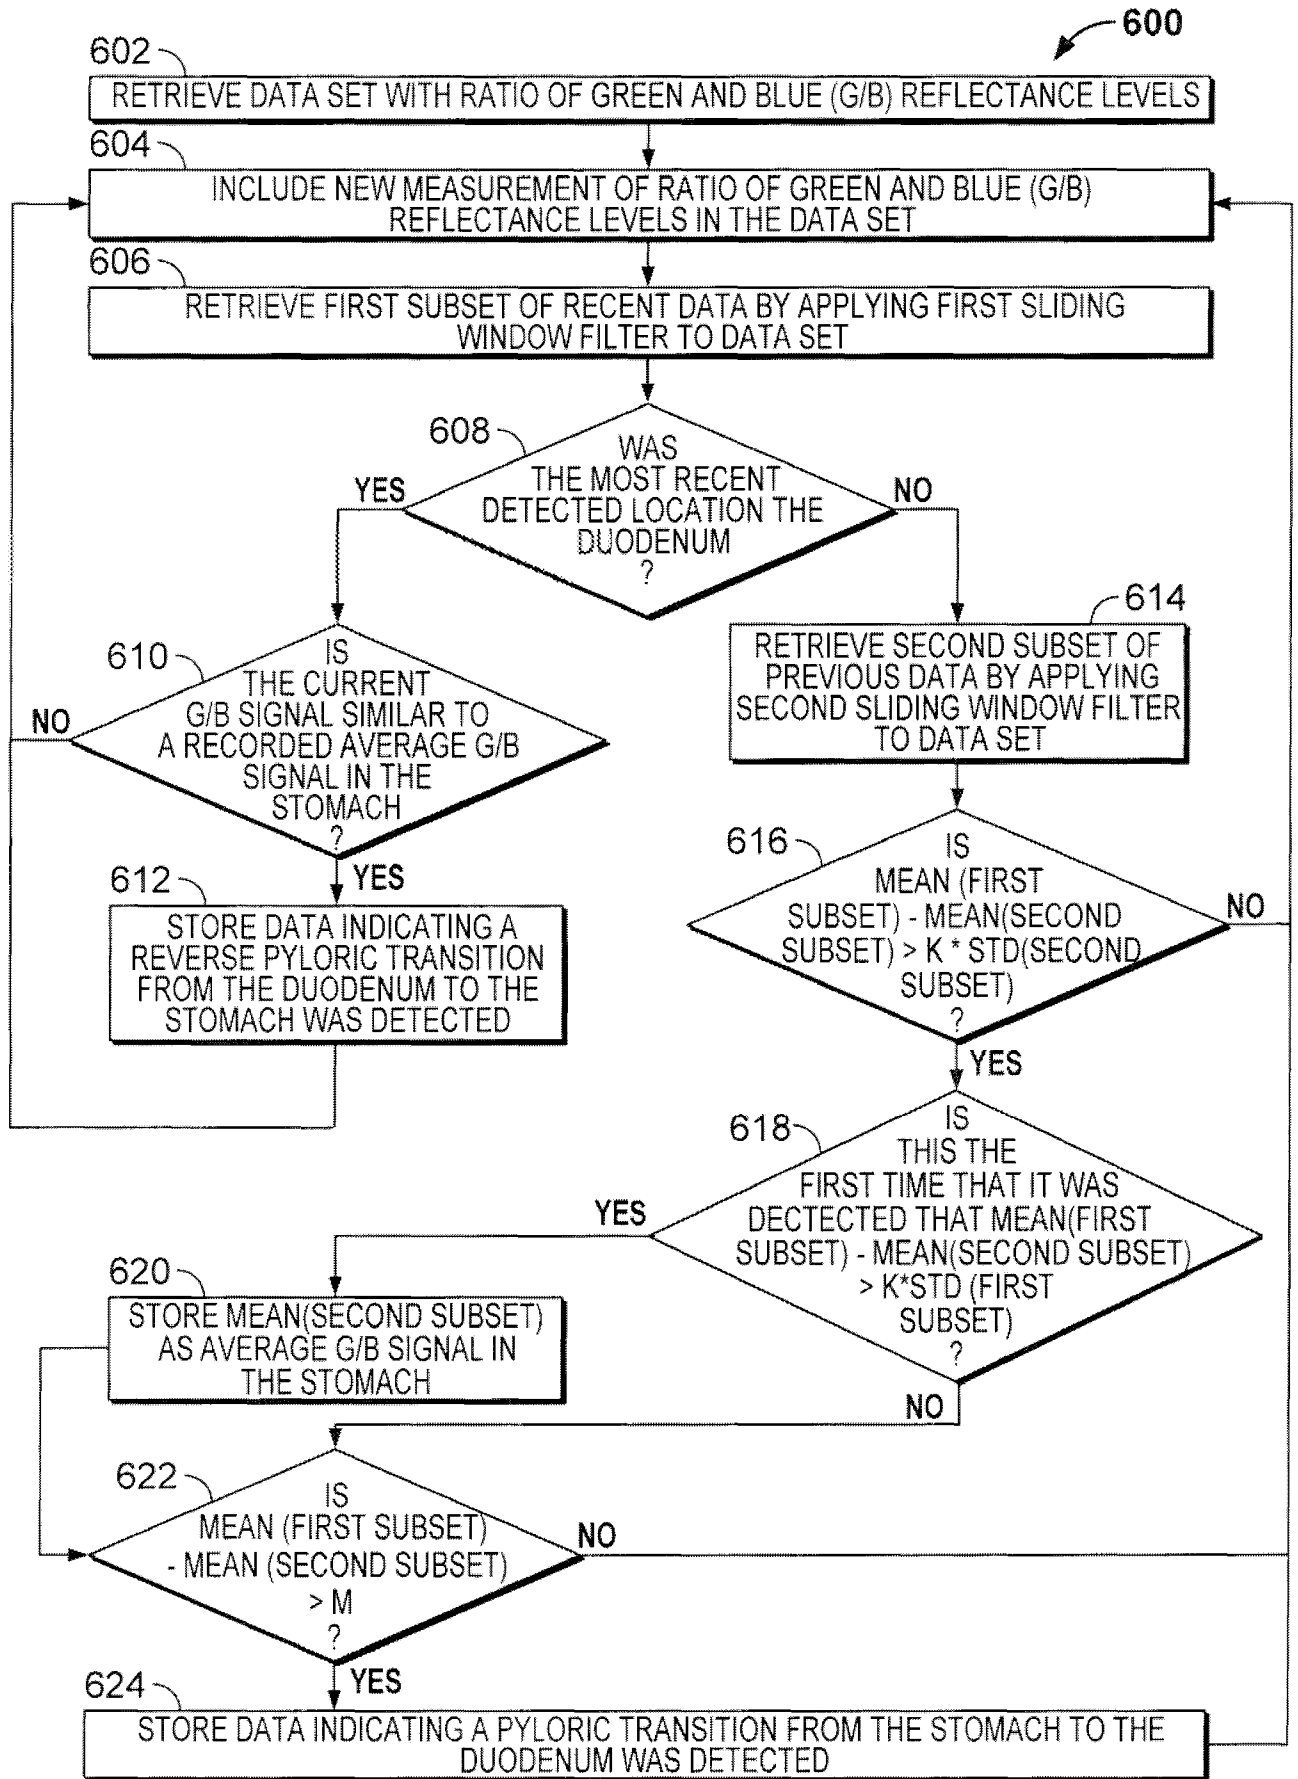 600
602
RETRIEVE DATA SET WITH RATIO OF GREEN AND BLUE (G/B) REFLECTANCE LEVELS
604
INCLUDE NEW MEASUREMENT OF RATIO OF GREEN AND BLUE (G/B)
REFLECTANCE LEVELS IN THE DATA SET
606
RETRIEVE FIRST SUBSET OF RECENT DATA BY APPLYING FIRST SLIDING
WINDOW FILTER TO DATA SET
608
WAS
THE MOST RECENT
DETECTED LOCATION THE
DUODENUM
?
YES
NO
610
IS
THE CURRENT
G/B SIGNAL SIMILAR TO
A RECORDED AVERAGE G/B
SIGNAL IN THE
STOMACH
?
NO
YES
612
STORE DATA INDICATING A
REVERSE PYLORIC TRANSITION
FROM THE DUODENUM TO THE
STOMACH WAS DETECTED
614
RETRIEVE SECOND SUBSET OF
PREVIOUS DATA BY APPLYING
SECOND SLIDING WINDOW FILTER
TO DATA SET
616
IS
MEAN (FIRST
SUBSET) - MEAN(SECOND
SUBSET) > K * STD(SECOND
SUBSET)
?
NO
YES
618
IS
THIS THE
FIRST TIME THAT IT WAS
DECTECTED THAT MEAN(FIRST
SUBSET) - MEAN(SECOND SUBSET)
> K*STD (FIRST
SUBSET)
?
YES
NO
620
STORE MEAN(SECOND SUBSET)
AS AVERAGE G/B SIGNAL IN
THE STOMACH
622
IS
MEAN (FIRST SUBSET)
- MEAN (SECOND SUBSET)
> M
?
NO
YES
624
STORE DATA INDICATING A PYLORIC TRANSITION FROM THE STOMACH TO THE
DUODENUM WAS DETECTED